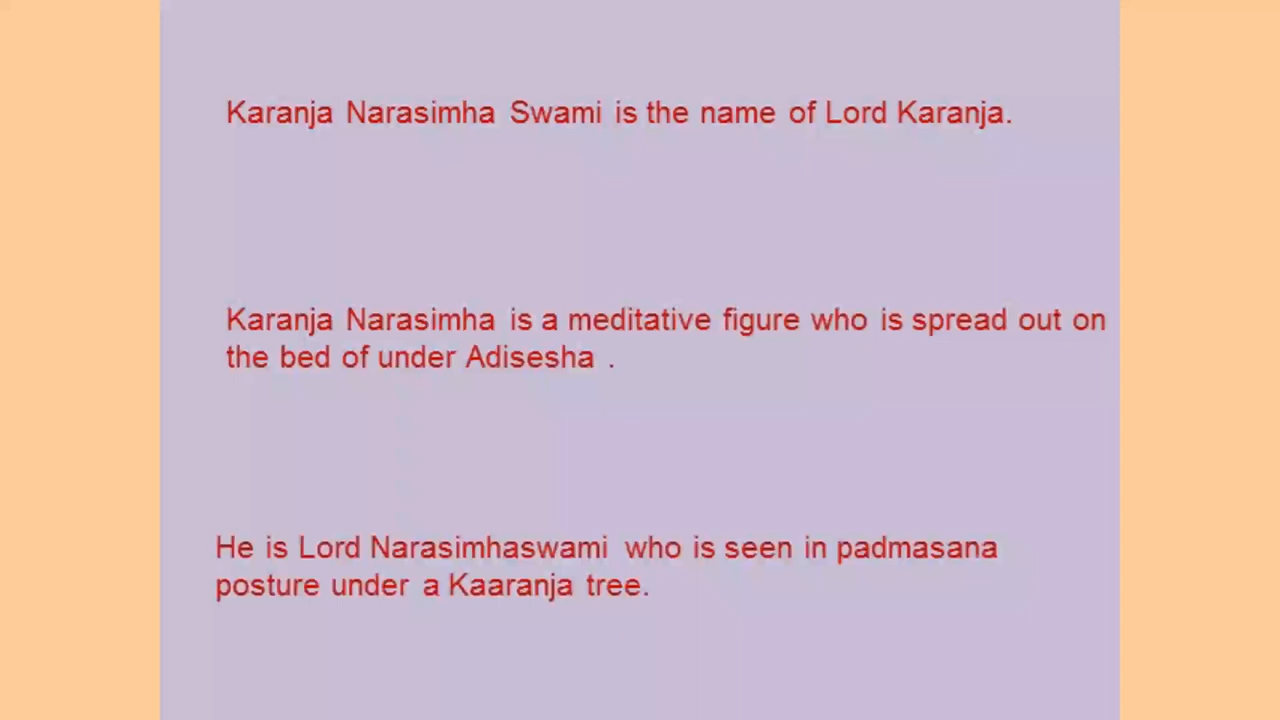 Karanja Narasimha Swami is the name of Lord Karanja.
Karanja Narasimha is a meditative figure who is spread out on
the bed of under Adisesha .
He is Lord Narasimhaswami who is seen in padmasana
posture under a Kaaranja tree.